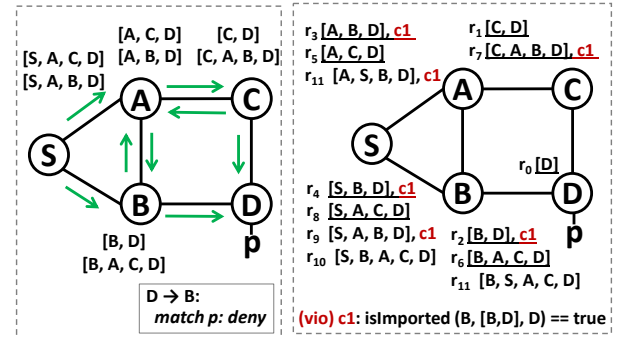 [A, C, D]
[A, B, D]
[C, D]
[C, A, B, D]
[S, A, C, D]
[S, A, B, D]
A
C
S
B
D
p
[B, D]
[B, A, C, D]
D → B:
match p: deny
r3 [A, B, D], c1
r5 [A, C, D]
r11 [A, S, B, D], c1
r1 [C, D]
r7 [C, A, B, D], c1
A
C
S
r0 [D]
B
D
p
r4 [S, B, D], c1
r8 [S, A, C, D]
r9 [S, A, B, D], c1
r10 [S, B, A, C, D]
r2 [B, D], c1
r6 [B, A, C, D]
r11 [B, S, A, C, D]
(vio) c1: isImported (B, [B,D], D) == true